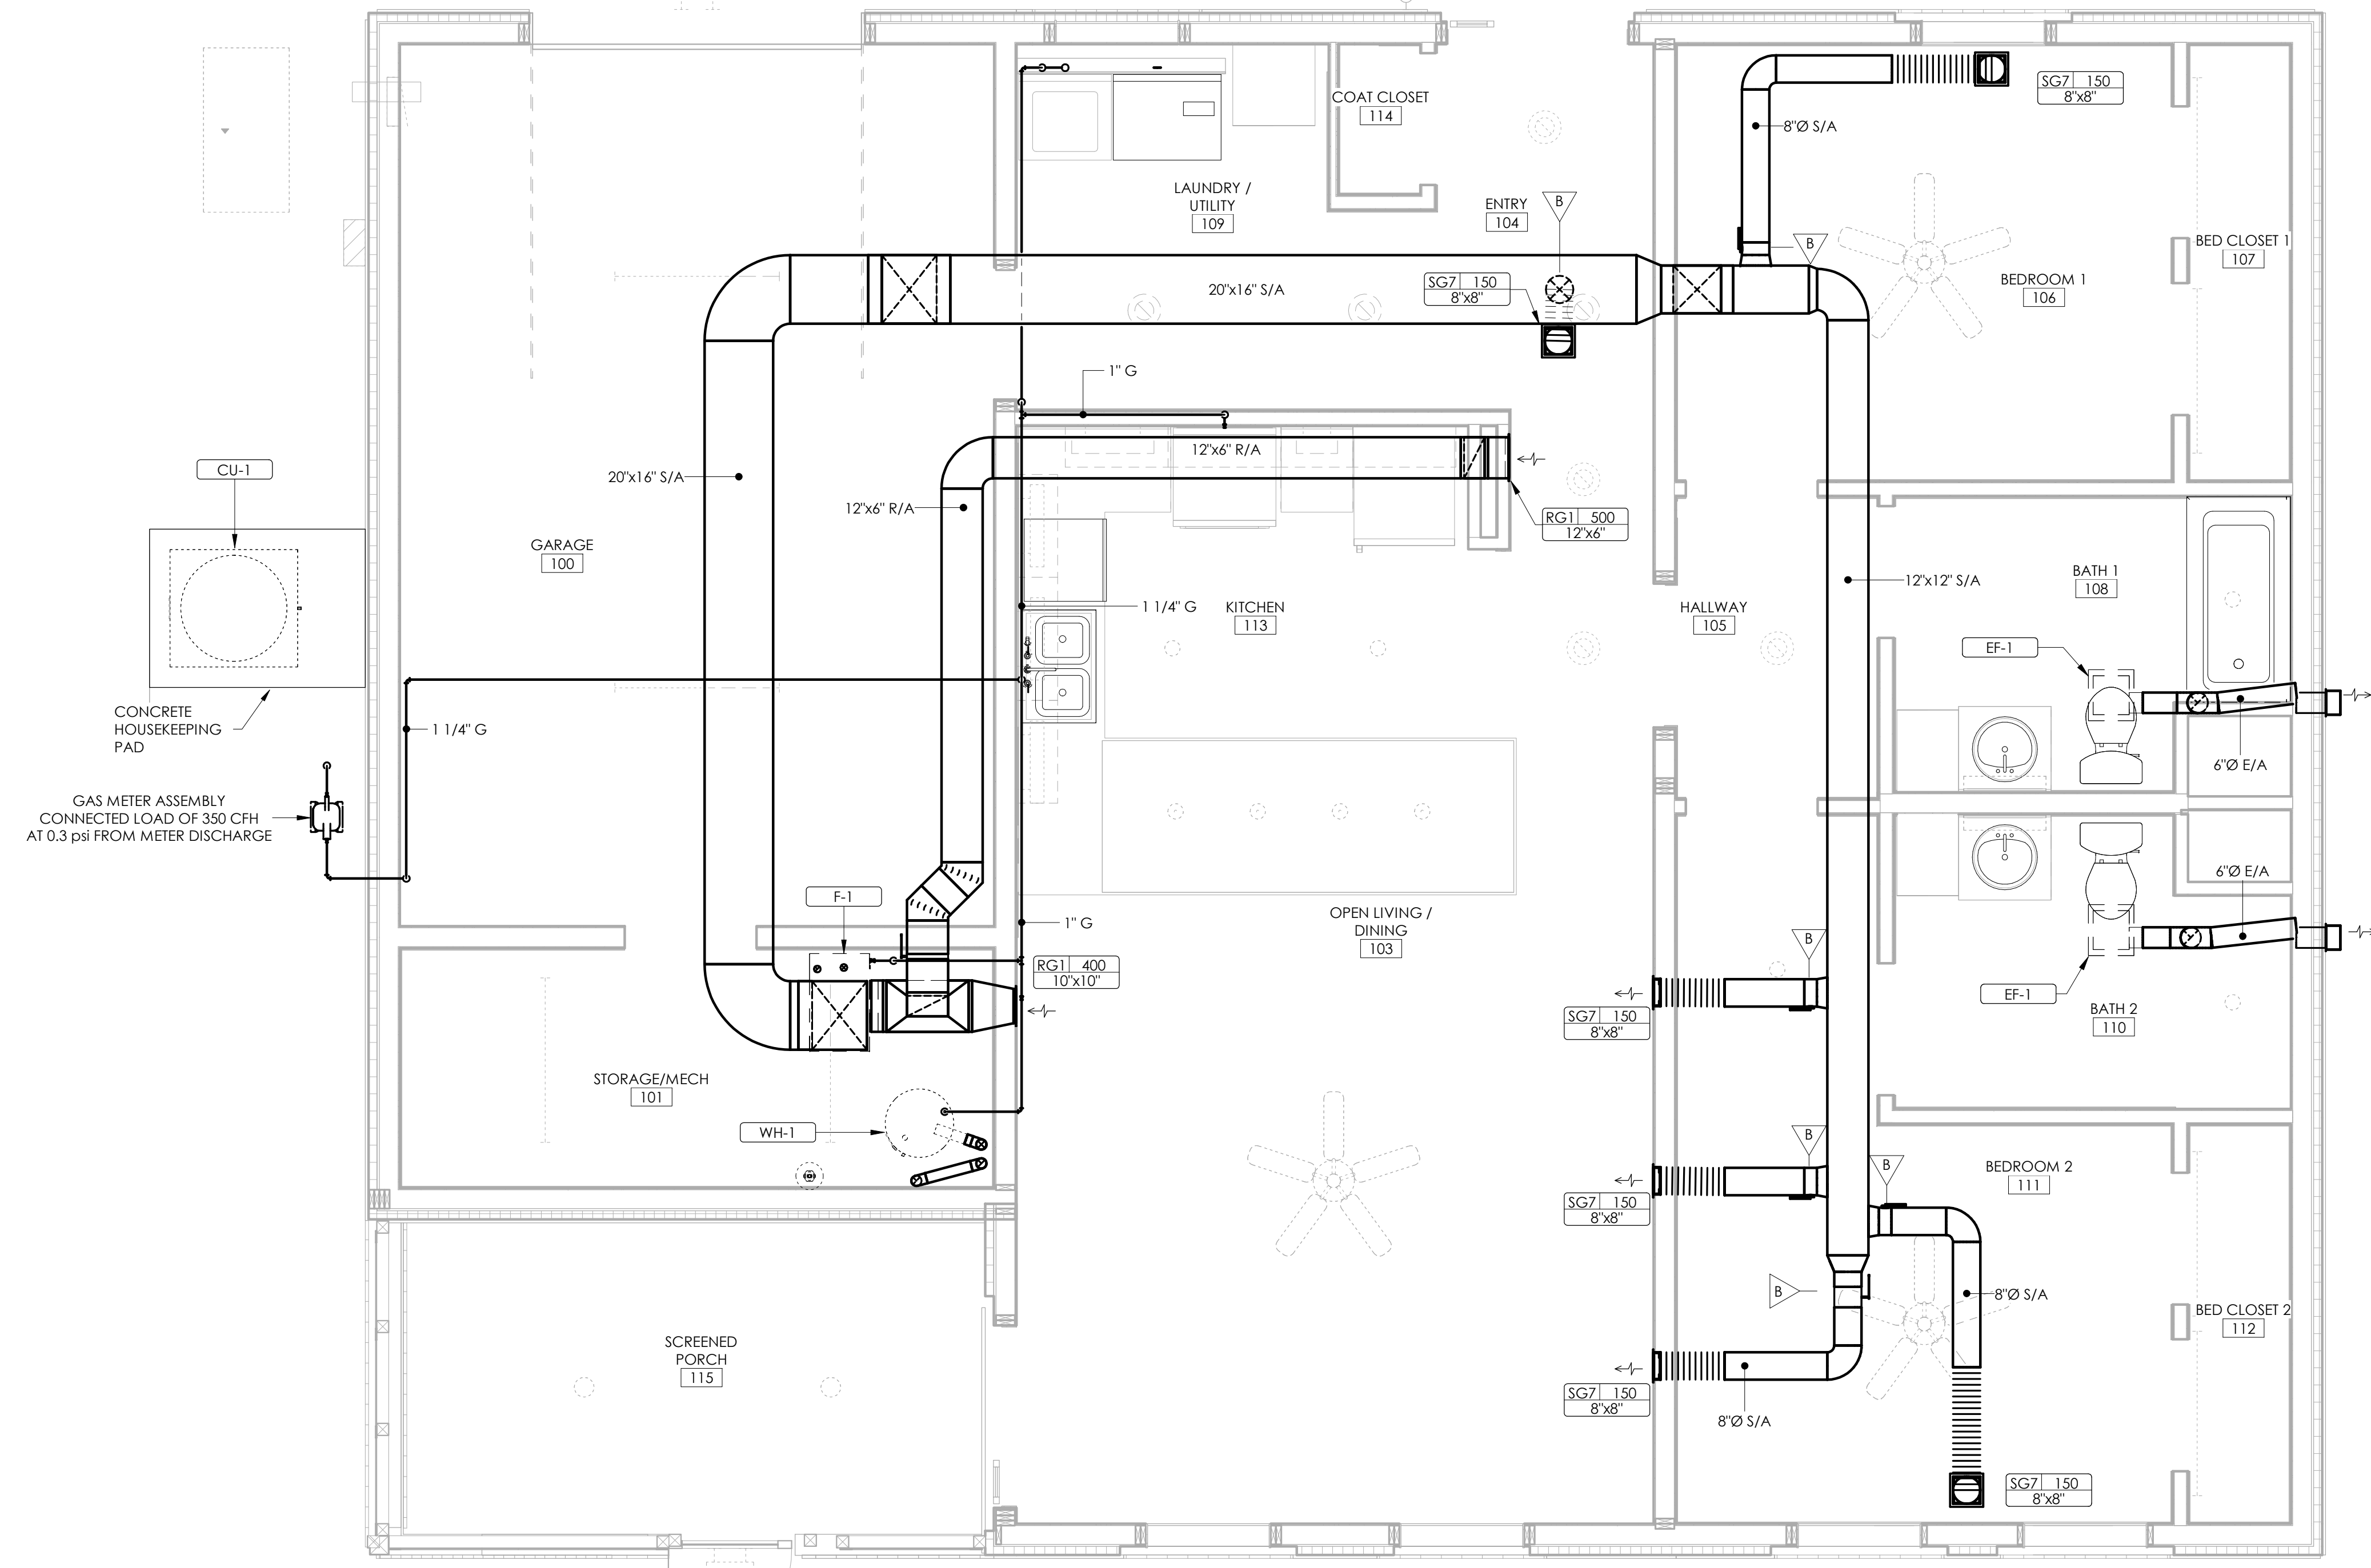 SG7 150
8"x8"
COAT CLOSET
114
8"Ø S/A
LAUNDRY /
UTILITY
109
ENTRY
104
B
B
BED CLOSET 1
107
BEDROOM 1
106
20"x16" S/A
SG7 150
8"x8"
1" G
12"x6" R/A
CU-1
20"x16" S/A
12"x6" R/A
RG1 500
12"x6"
GARAGE
100
BATH 1
108
12"x12" S/A
1 1/4" G
KITCHEN
113
HALLWAY
105
EF-1
CONCRETE
HOUSEKEEPING
PAD
1 1/4" G
6"Ø E/A
GAS METER ASSEMBLY
CONNECTED LOAD OF 350 CFH
AT 0.3 psi FROM METER DISCHARGE
6"Ø E/A
F-1
1" G
OPEN LIVING /
DINING
103
B
RG1 400
10"x10"
EF-1
BATH 2
110
SG7 150
8"x8"
STORAGE/MECH
101
WH-1
B
B
BEDROOM 2
111
SG7 150
8"x8"
B
8"Ø S/A
BED CLOSET 2
112
SCREENED
PORCH
115
SG7 150
8"x8"
8"Ø S/A
SG7 150
8"x8"